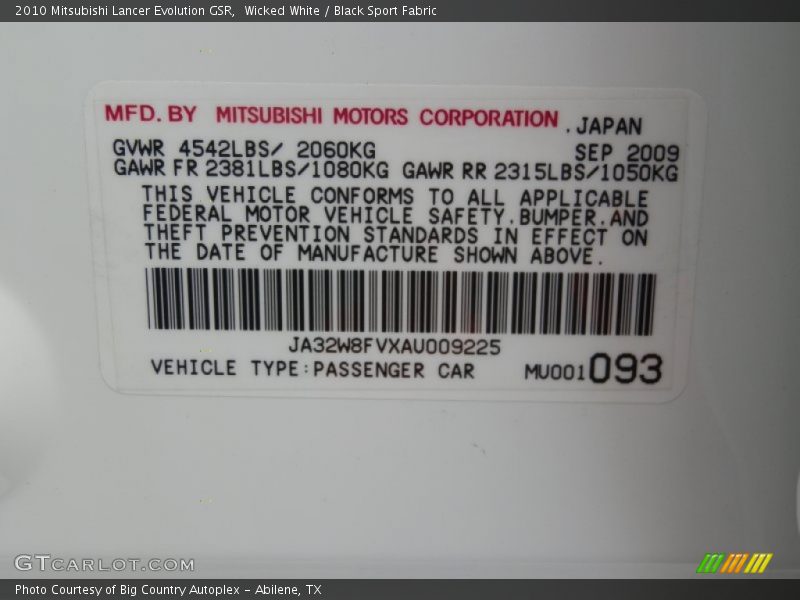 2010 Mitsubishi Lancer Evolution GSR,  Wicked White / Black Sport Fabric
MFD. BY MITSUBISHI MOTORS CORPORATION .JAPAN
GVWR 4542LBS/ 2060KG SEP 2009
GAWR FR 2381LBS/1080KG GAWR RR 2315LBS/1050KG
THIS VEHICLE CONFORMS TO ALL APPLICABLE
FEDERAL MOTOR VEHICLE SAFETY.BUMPER.AND
THEFT PREVENTION STANDARDS IN EFFECT ON
THE DATE OF MANUFACTURE SHOWN ABOVE.
JA32W8FVXAU009225
VEHICLE TYPE:PASSENGER CAR MU001093
GTCARLOT.COM
Photo Courtesy of Big Country Autoplex – Abilene, TX